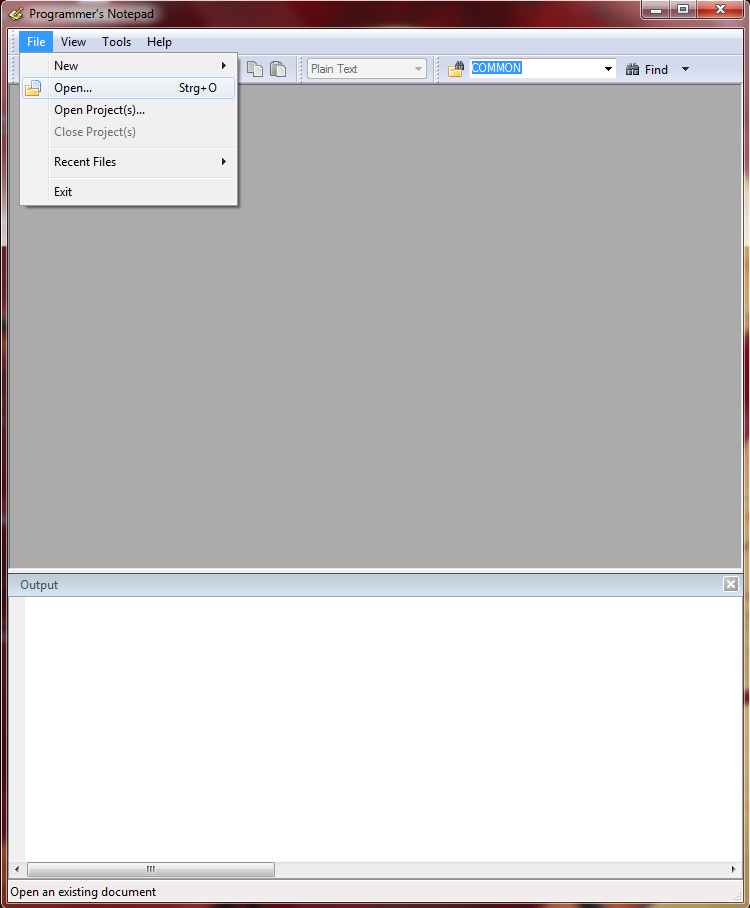 Programmer's Notepad
File View Tools Help
Plain Text COMMON Find
New
Open... Strg+O
Open Project(s)...
Close Project(s)
Recent Files
Exit
Output
Open an existing document